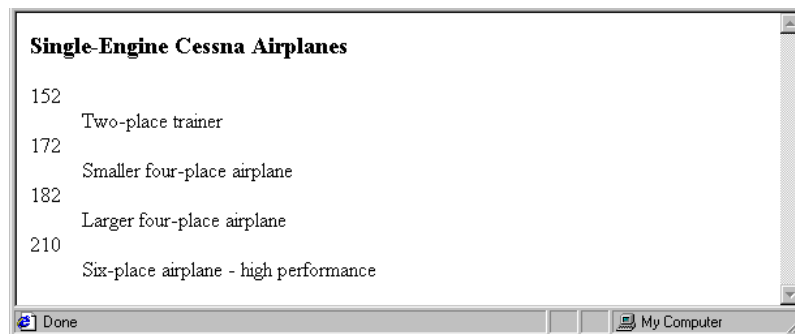 Single-Engine Cessna Airplanes
152
Two-place trainer
172
Smaller four-place airplane
182
Larger four-place airplane
210
Six-place airplane - high performance
Done
My Computer